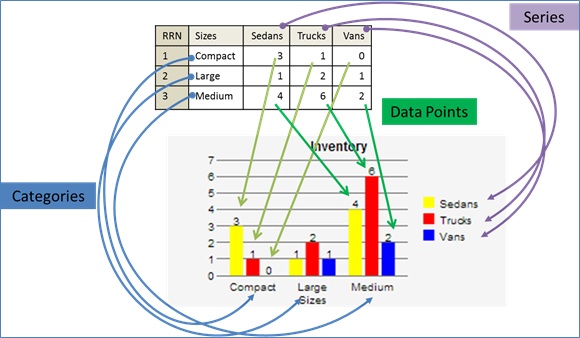 Series
RRN Sizes Sedans Trucks Vans
1 Compact 3 1 0
2 Large 1 2 1
3 Medium 4 6 2
Data Points
Inventory
7
6
5
4
3
2
1
0
3 1 0
1 2 1
4 6 2
Sedans
Trucks
Vans
Categories
Compact Large Medium
Sizes